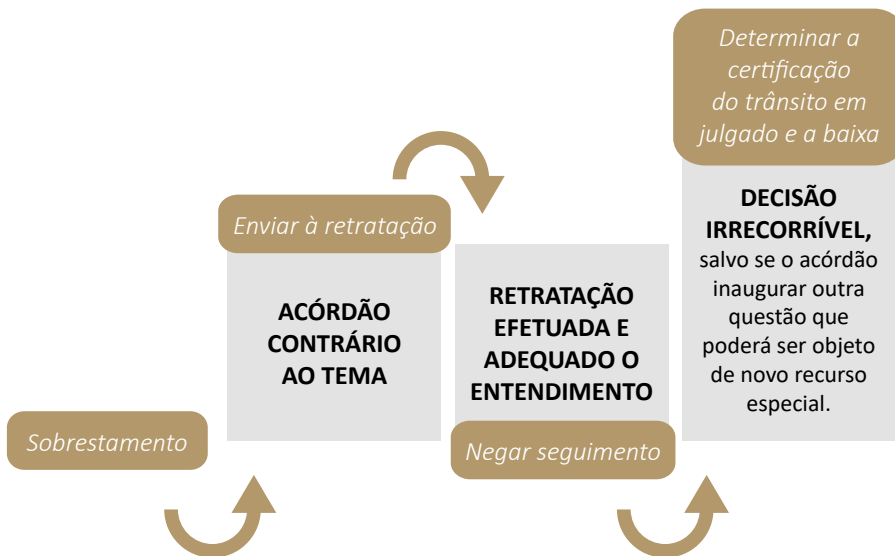 Sobrestamento
Enviar à retratação
ACÓRDÃO
CONTRÁRIO
AO TEMA
RETRATAÇÃO
EFETUADA E
ADEQUADO O
ENTENDIMENTO
Negar seguimento
Determinar a
certificação
do trânsito em
julgado e a baixa
DECISÃO
IRRECORRÍVEL,
salvo se o acórdão
inaugurar outra
questão que
poderá ser objeto
de novo recurso
especial.